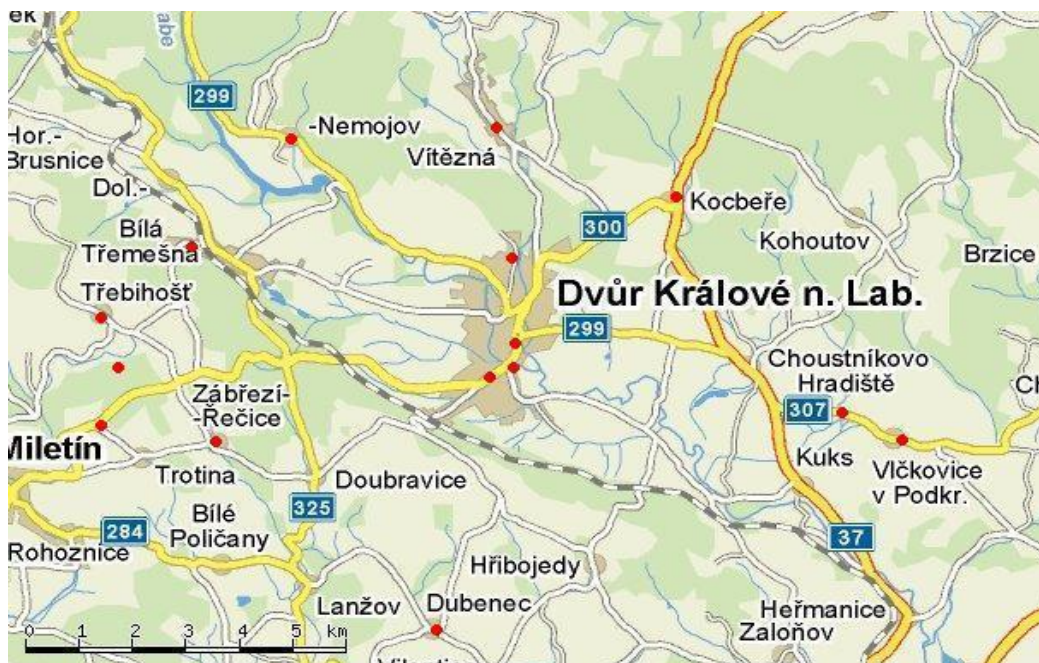 299
-Nemojov
Hor.-
Brusnice
Vítězná
Dol.-
Kocbeře
Bílá
Třemešná
300
Kohoutov
Brzice
Třebihošť
Dvůr Králové n. Lab.
299
Choustníkovo
Hradiště
Zábřezí-
-Řečice
307
Miletín
Trotina
Doubravice
Kuks
Vlčkovice
v Podkr.
325
Bílé
Poličany
284
37
Rohoznice
Hřibojedy
Lanžov
Dubenec
Heřmanice
Zaloňov
0 1 2 3 4 5 km